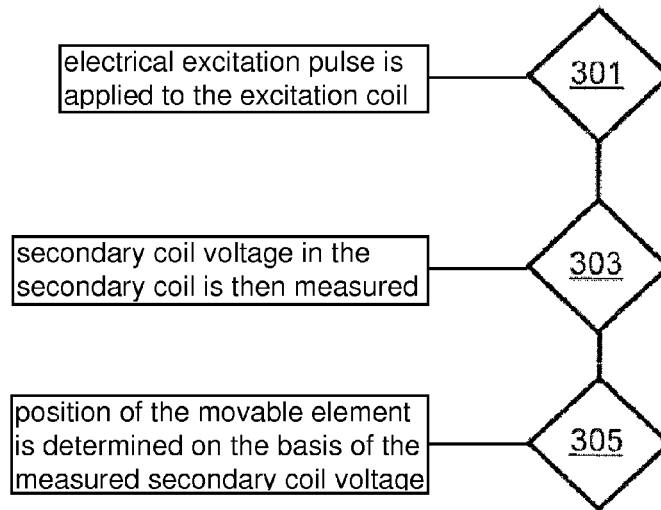 electrical excitation pulse is
applied to the excitation coil
301
secondary coil voltage in the
secondary coil is then measured
303
position of the movable element
is determined on the basis of the
measured secondary coil voltage
305